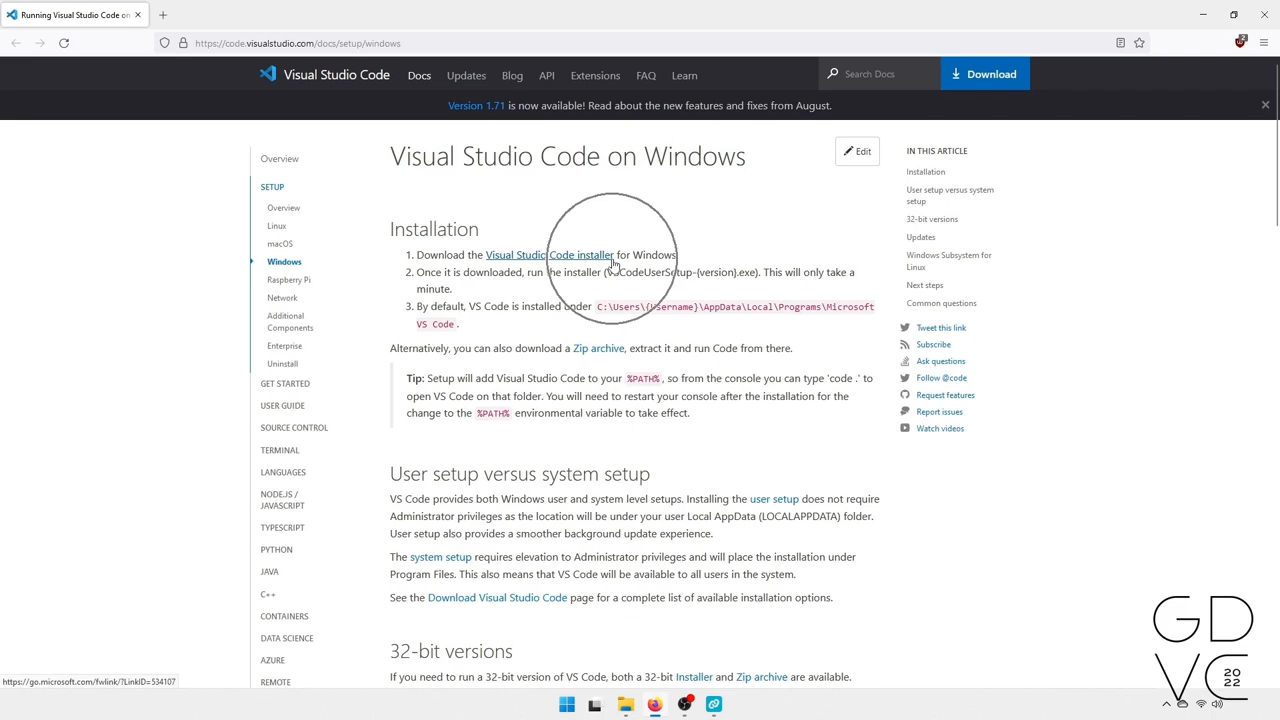 Running Visual Studio Code on
https://code.visualstudio.com/docs/setup/windows
2
Visual Studio Code
Docs
Updates
Blog
API
Extensions
FAQ
Learn
Search Docs
Download
Version 1.71 is now available! Read about the new features and fixes from August.
Overview
SETUP
Overview
Linux
macOS
Windows
Raspberry Pi
Network
Additional
Components
Enterprise
Uninstall
GET STARTED
USER GUIDE
SOURCE CONTROL
TERMINAL
LANGUAGES
NODE.JS /
JAVASCRIPT
TYPESCRIPT
PYTHON
JAVA
C++
CONTAINERS
DATA SCIENCE
AZURE
REMOTE
Visual Studio Code on Windows
Edit
Installation
1. Download the Visual Studio Code installer for Windows
2. Once it is downloaded, run the installer (VSCodeUserSetup-{version}.exe). This will only take a
minute.
3. By default, VS Code is installed under C:\Users\{Username}\AppData\Local\Programs\Microsoft
VS Code.
Alternatively, you can also download a Zip archive, extract it and run Code from there.
Tip: Setup will add Visual Studio Code to your %PATH%, so from the console you can type 'code .' to
open VS Code on that folder. You will need to restart your console after the installation for the
change to the %PATH% environmental variable to take effect.
User setup versus system setup
VS Code provides both Windows user and system level setups. Installing the user setup does not require
Administrator privileges as the location will be under your user Local AppData (LOCALAPPDATA) folder.
User setup also provides a smoother background update experience.
The system setup requires elevation to Administrator privileges and will place the installation under
Program Files. This also means that VS Code will be available to all users in the system.
See the Download Visual Studio Code page for a complete list of available installation options.
32-bit versions
If you need to run a 32-bit version of VS Code, both a 32-bit Installer and Zip archive are available.
IN THIS ARTICLE
Installation
User setup versus system
setup
32-bit versions
Updates
Windows Subsystem for
Linux
Next steps
Common questions
Tweet this link
Subscribe
Ask questions
Follow @code
Request features
Report issues
Watch videos
https://go.microsoft.com/fwlink/?LinkID=534107
GD
VC
20
22